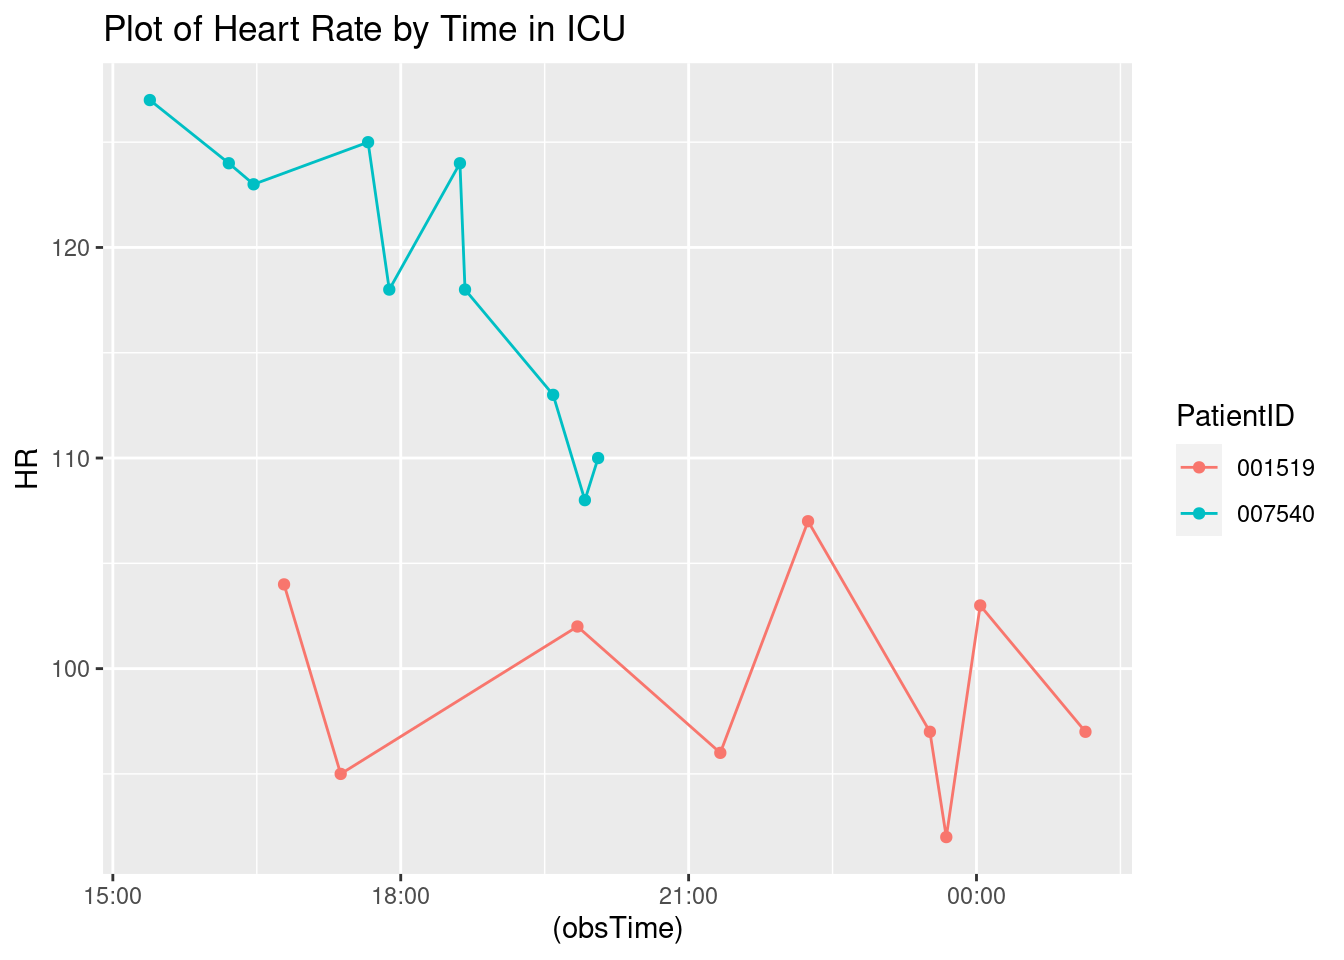 Plot of Heart Rate by Time in ICU
120
110
100
HR
15:00
18:00
21:00
00:00
(obsTime)
PatientID
001519
007540